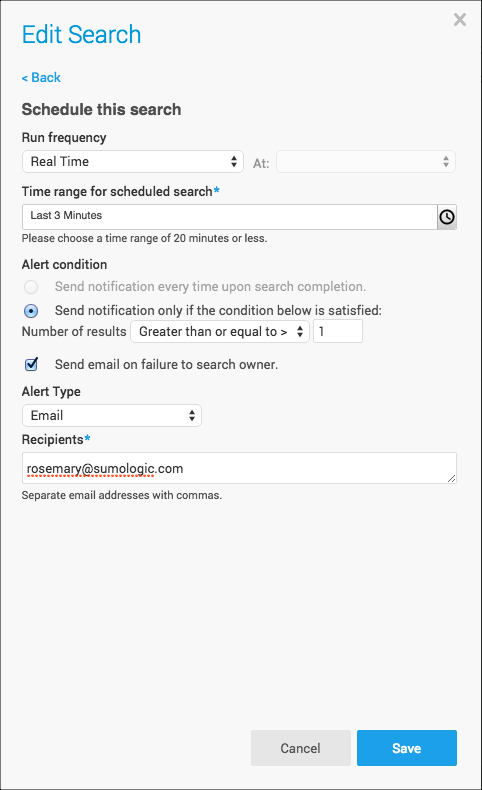 Edit Search
< Back
Schedule this search
Run frequency
Real Time At:
Time range for scheduled search*
Last 3 Minutes
Please choose a time range of 20 minutes or less.
Alert condition
Send notification every time upon search completion.
Send notification only if the condition below is satisfied:
Number of results Greater than or equal to > 1
Send email on failure to search owner.
Alert Type
Email
Recipients*
rosemary@sumologic.com
Separate email addresses with commas.
Cancel Save